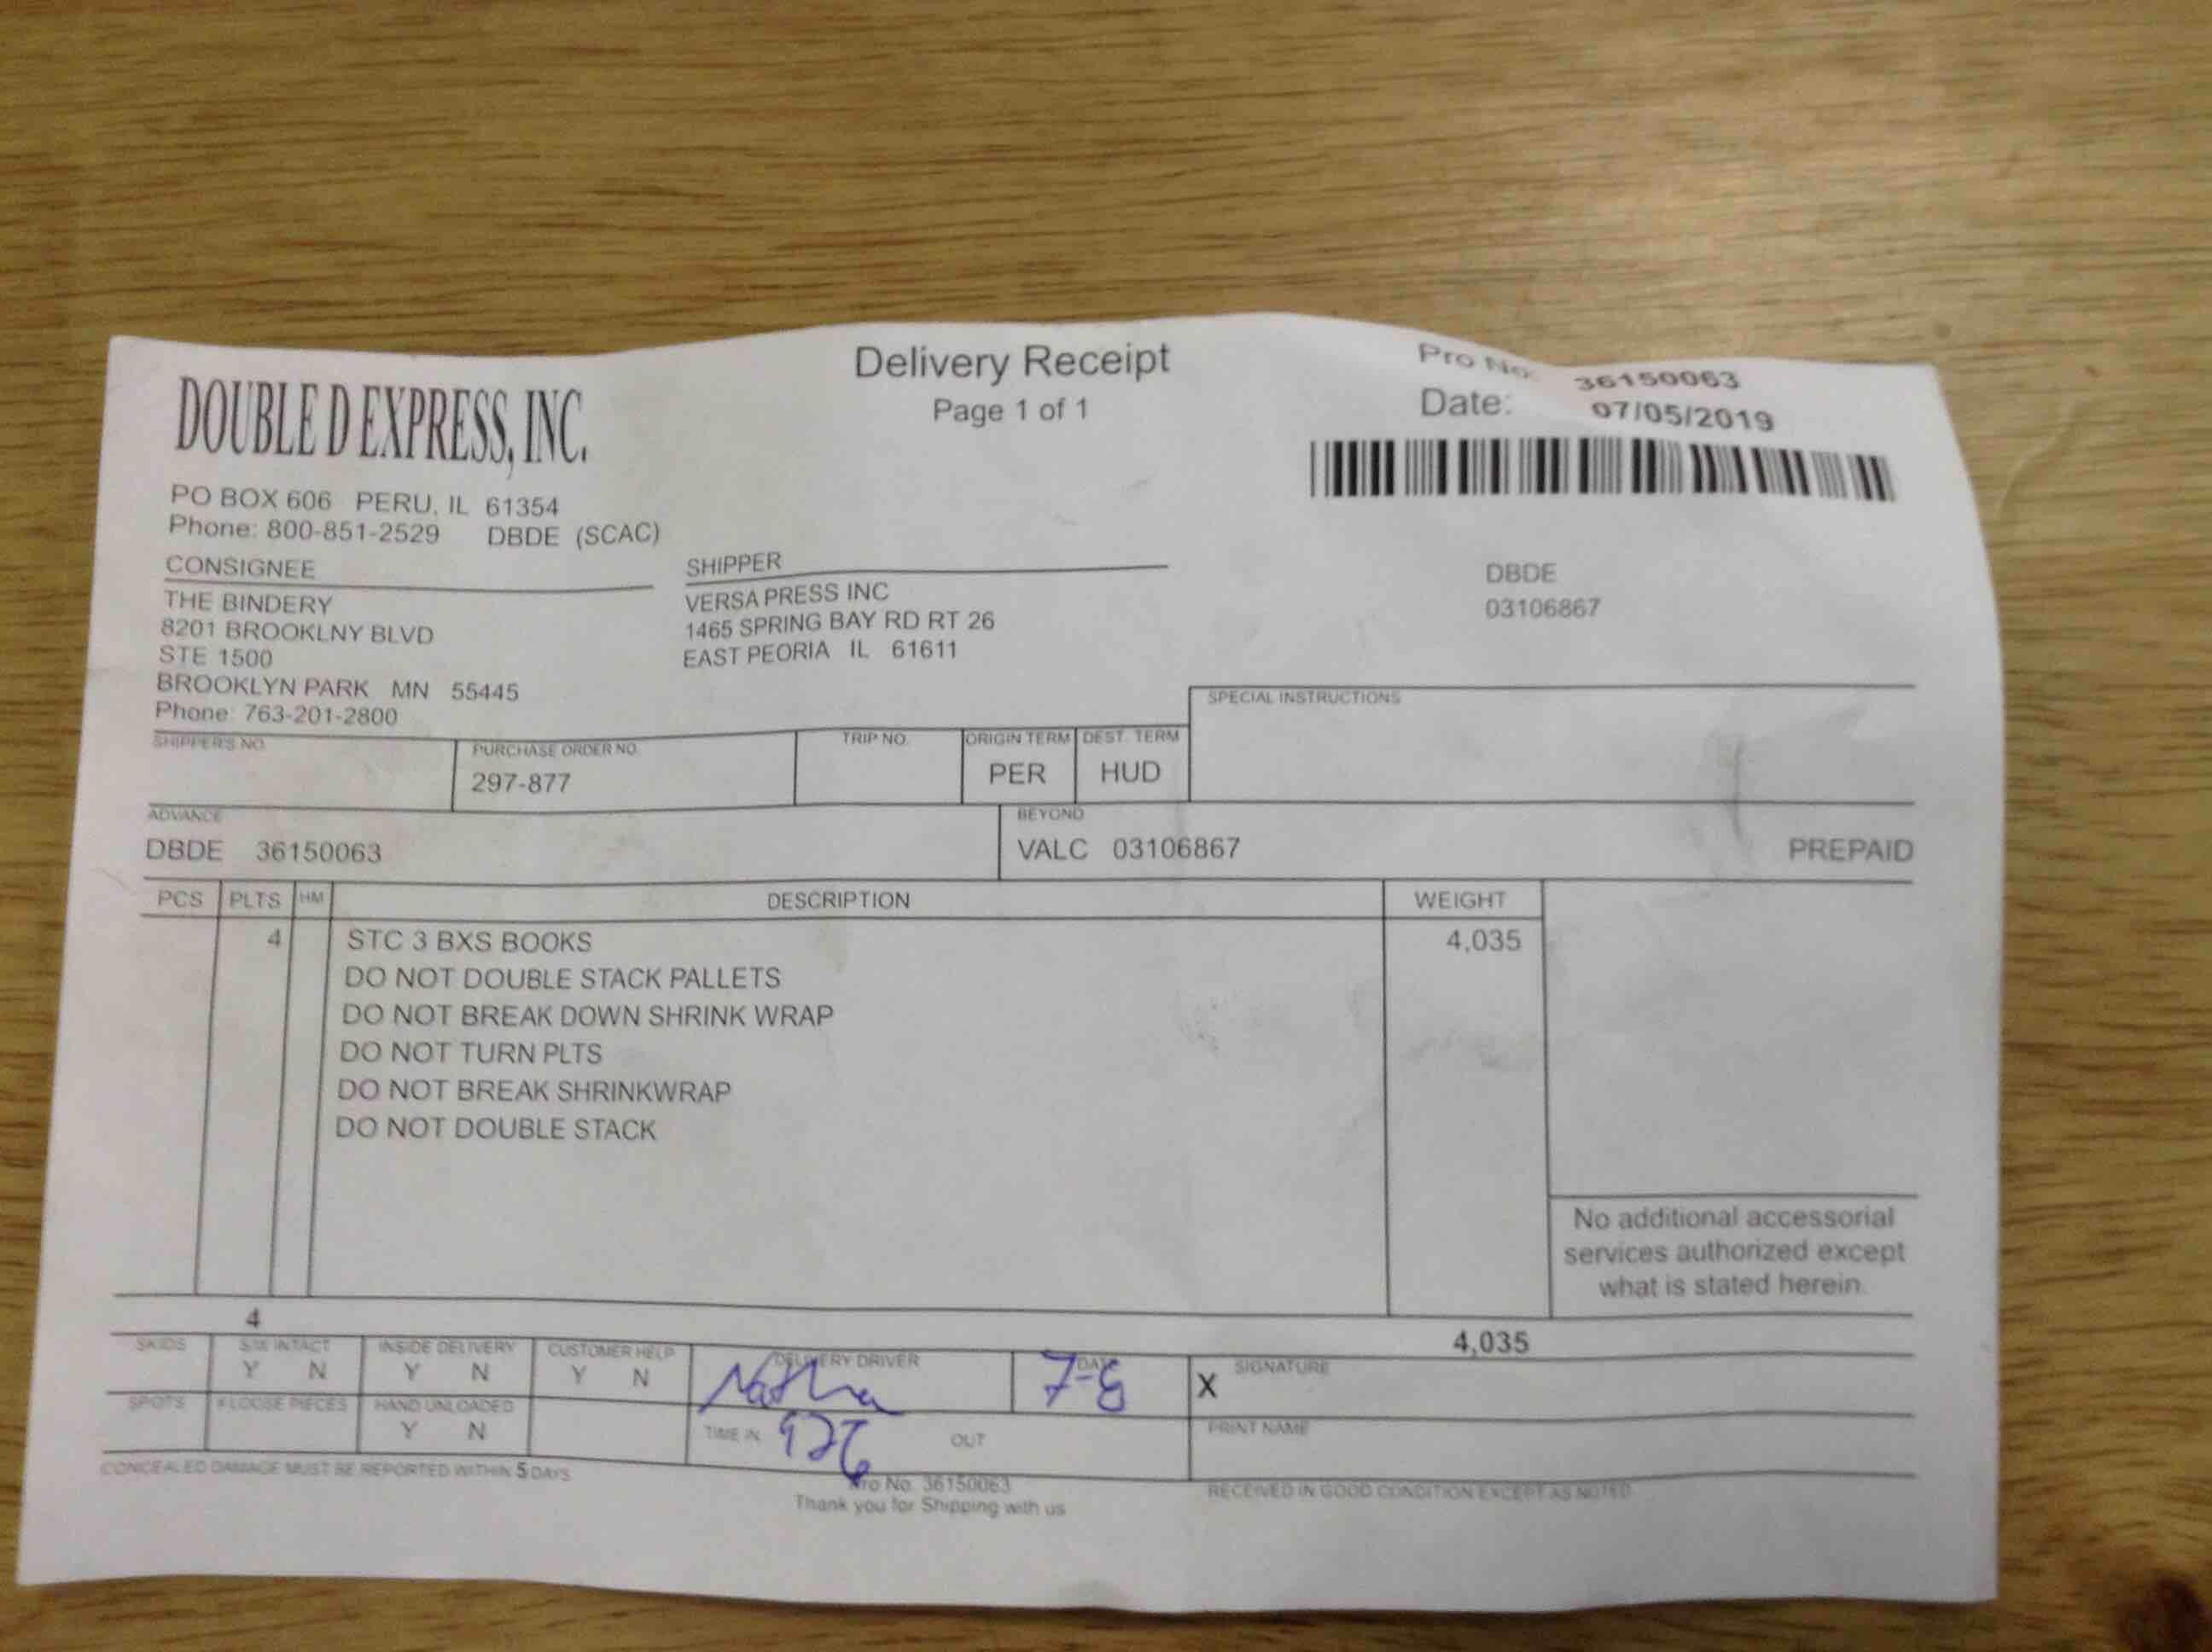 Delivery Receipt
Page 1 of 1
Pro No: 36150063
Date: 07/05/2019
DOUBLE D EXPRESS, INC.
PO BOX 606 PERU, IL 61354
Phone: 800-851-2529 DBDE (SCAC)
CONSIGNEE
THE BINDERY
8201 BROOKLNY BLVD
STE 1500
BROOKLYN PARK MN 55445
Phone: 763-201-2800
SHIPPER
VERSA PRESS INC
1465 SPRING BAY RD RT 26
EAST PEORIA IL 61611
DBDE
03106867
SPECIAL INSTRUCTIONS
SHIPPER'S NO.
PURCHASE ORDER NO.
297-877
TRIP NO.
ORIGIN TERM
PER
DEST. TERM
HUD
ADVANCE
DBDE 36150063
BEYOND
VALC 03106867
PREPAID
PCS PLTS HM DESCRIPTION WEIGHT
4 STC 3 BXS BOOKS 4,035
DO NOT DOUBLE STACK PALLETS
DO NOT BREAK DOWN SHRINK WRAP
DO NOT TURN PLTS
DO NOT BREAK SHRINKWRAP
DO NOT DOUBLE STACK
No additional accessorial
services authorized except
what is stated herein.
4 4,035
SKIDS
STC INTACT
Y N
INSIDE DELIVERY
Y N
CUSTOMER HELP
Y N
DELIVERY DRIVER
DATE
7-8
X SIGNATURE
SPOTS
# LOOSE PIECES
HAND UNLOADED
Y N
TIME IN 926 OUT
PRINT NAME
CONCEALED DAMAGE MUST BE REPORTED WITHIN 5 DAYS
Pro No. 36150063
Thank you for Shipping with us
RECEIVED IN GOOD CONDITION EXCEPT AS NOTED